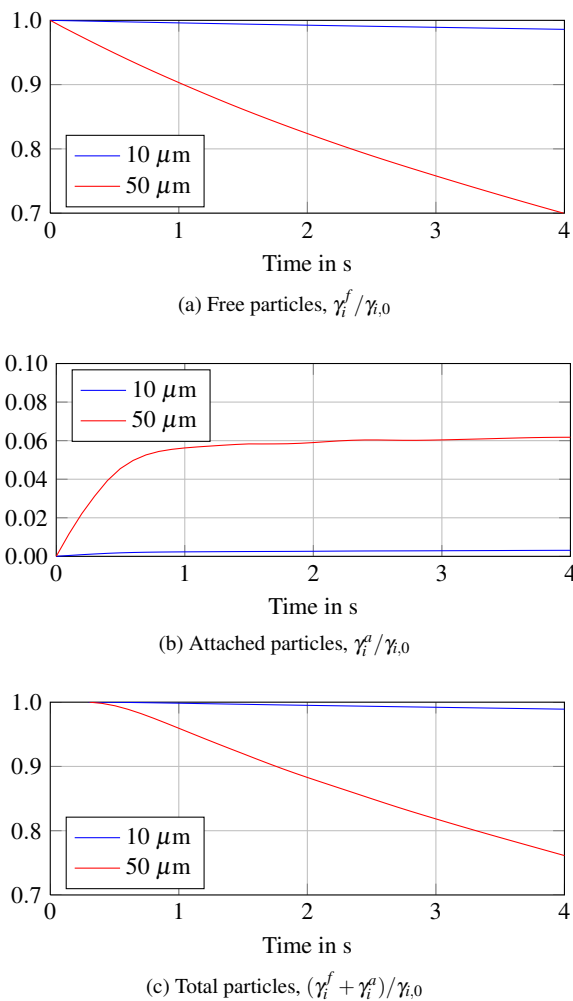 1.0
0.9
0.8
0.7
10 μm
50 μm
0 1 2 3 4
Time in s
(a) Free particles, γ_i^f/γ_{i,0}
0.10
0.08
0.06
0.04
0.02
0.00
10 μm
50 μm
0 1 2 3 4
Time in s
(b) Attached particles, γ_i^a/γ_{i,0}
1.0
0.9
0.8
0.7
10 μm
50 μm
0 1 2 3 4
Time in s
(c) Total particles, (γ_i^f + γ_i^a)/γ_{i,0}